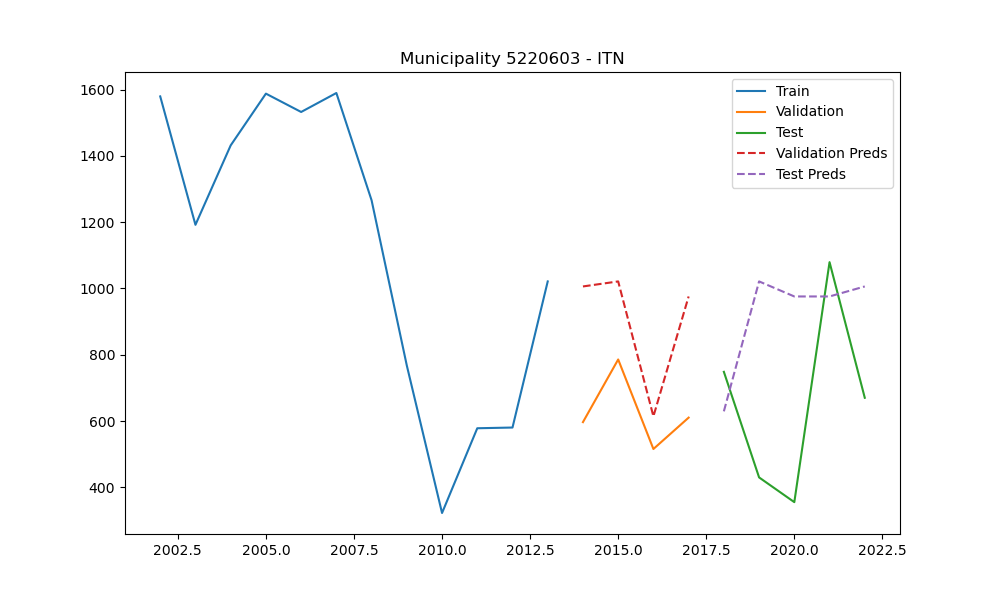 Municipality 5220603 - ITN
1600
1400
1200
1000
800
600
400
2002.5 2005.0 2007.5 2010.0 2012.5 2015.0 2017.5 2020.0 2022.5
Train
Validation
Test
Validation Preds
Test Preds